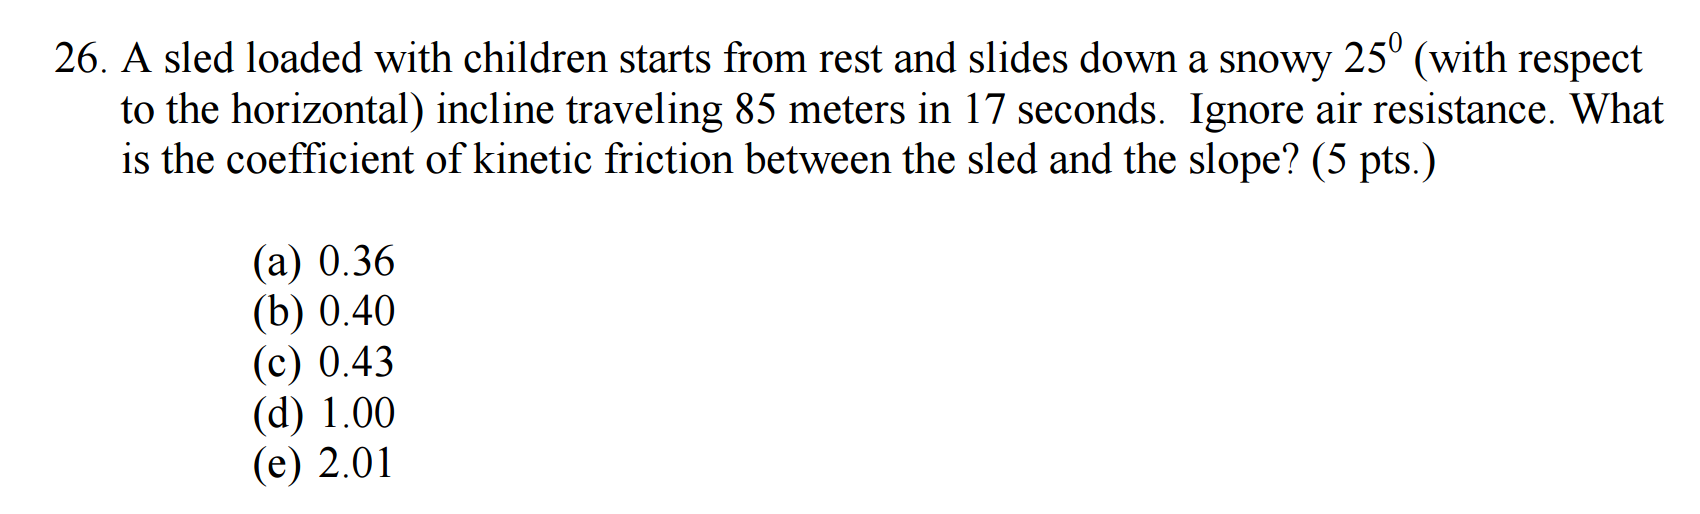 26. A sled loaded with children starts from rest and slides down a snowy 25⁰ (with respect
to the horizontal) incline traveling 85 meters in 17 seconds.  Ignore air resistance. What
is the coefficient of kinetic friction between the sled and the slope? (5 pts.)
(a) 0.36
(b) 0.40
(c) 0.43
(d) 1.00
(e) 2.01